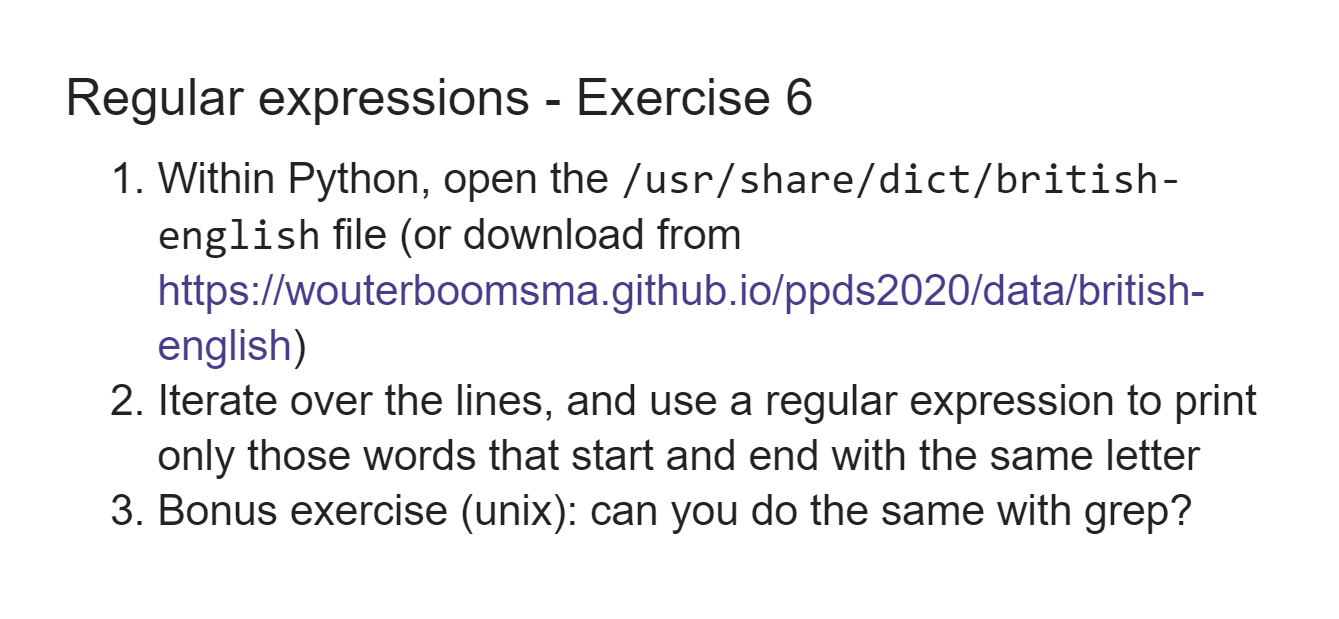 Regular expressions - Exercise 6
1. Within Python, open the /usr/share/dict/british-
english file (or download from
https://wouterboomsma.github.io/ppds2020/data/british-
english)
2. Iterate over the lines, and use a regular expression to print
only those words that start and end with the same letter
3. Bonus exercise (unix): can you do the same with grep?